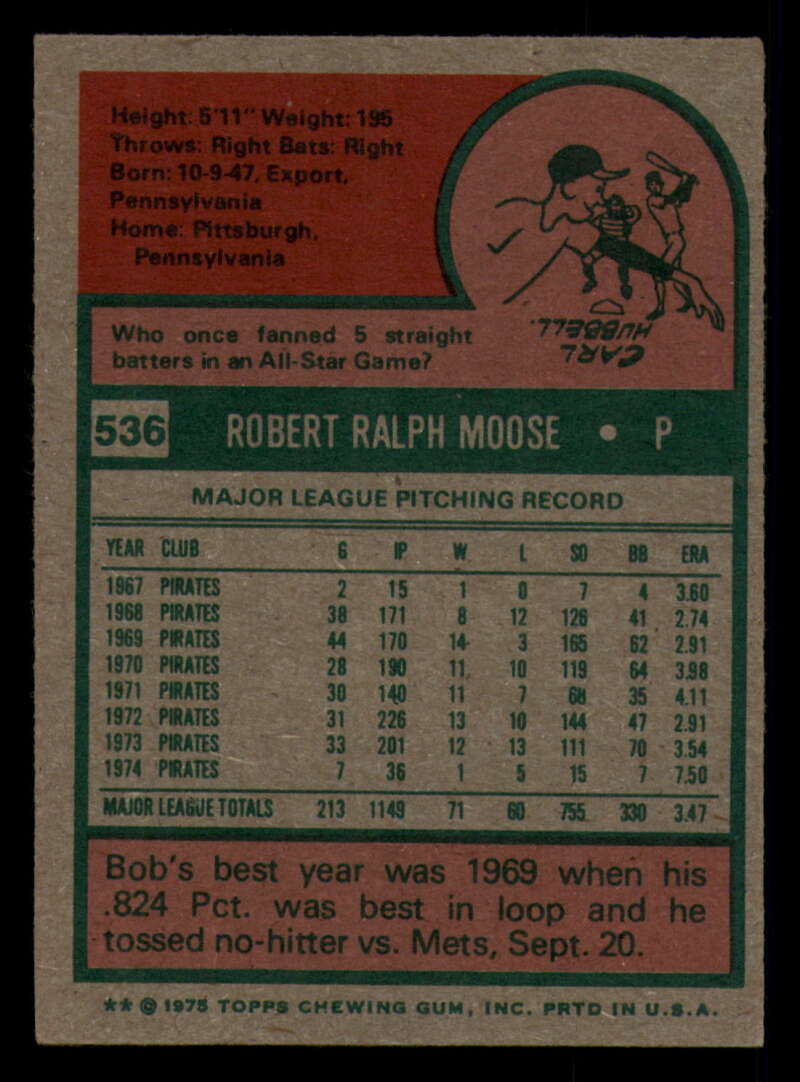 Height: 5'11" Weight: 195
Throws: Right Bats: Right
Born: 10-9-47, Export,
Pennsylvania
Home: Pittsburgh,
Pennsylvania
Who once fanned 5 straight
batters in an All-Star Game?
CARL
HUBBELL.
536 ROBERT RALPH MOOSE • P
MAJOR LEAGUE PITCHING RECORD
YEAR CLUB G IP W L SO BB ERA
1967 PIRATES 2 15 1 0 7 4 3.60
1968 PIRATES 38 171 8 12 126 41 2.74
1969 PIRATES 44 170 14 3 165 62 2.91
1970 PIRATES 28 190 11 10 119 64 3.98
1971 PIRATES 30 140 11 7 68 35 4.11
1972 PIRATES 31 226 13 10 144 47 2.91
1973 PIRATES 33 201 12 13 111 70 3.54
1974 PIRATES 7 36 1 5 15 7 7.50
MAJOR LEAGUE TOTALS 213 1149 71 60 755 330 3.47
Bob's best year was 1969 when his
.824 Pct. was best in loop and he
tossed no-hitter vs. Mets, Sept. 20.
** © 1975 TOPPS CHEWING GUM, INC. PRTD IN U.S.A.